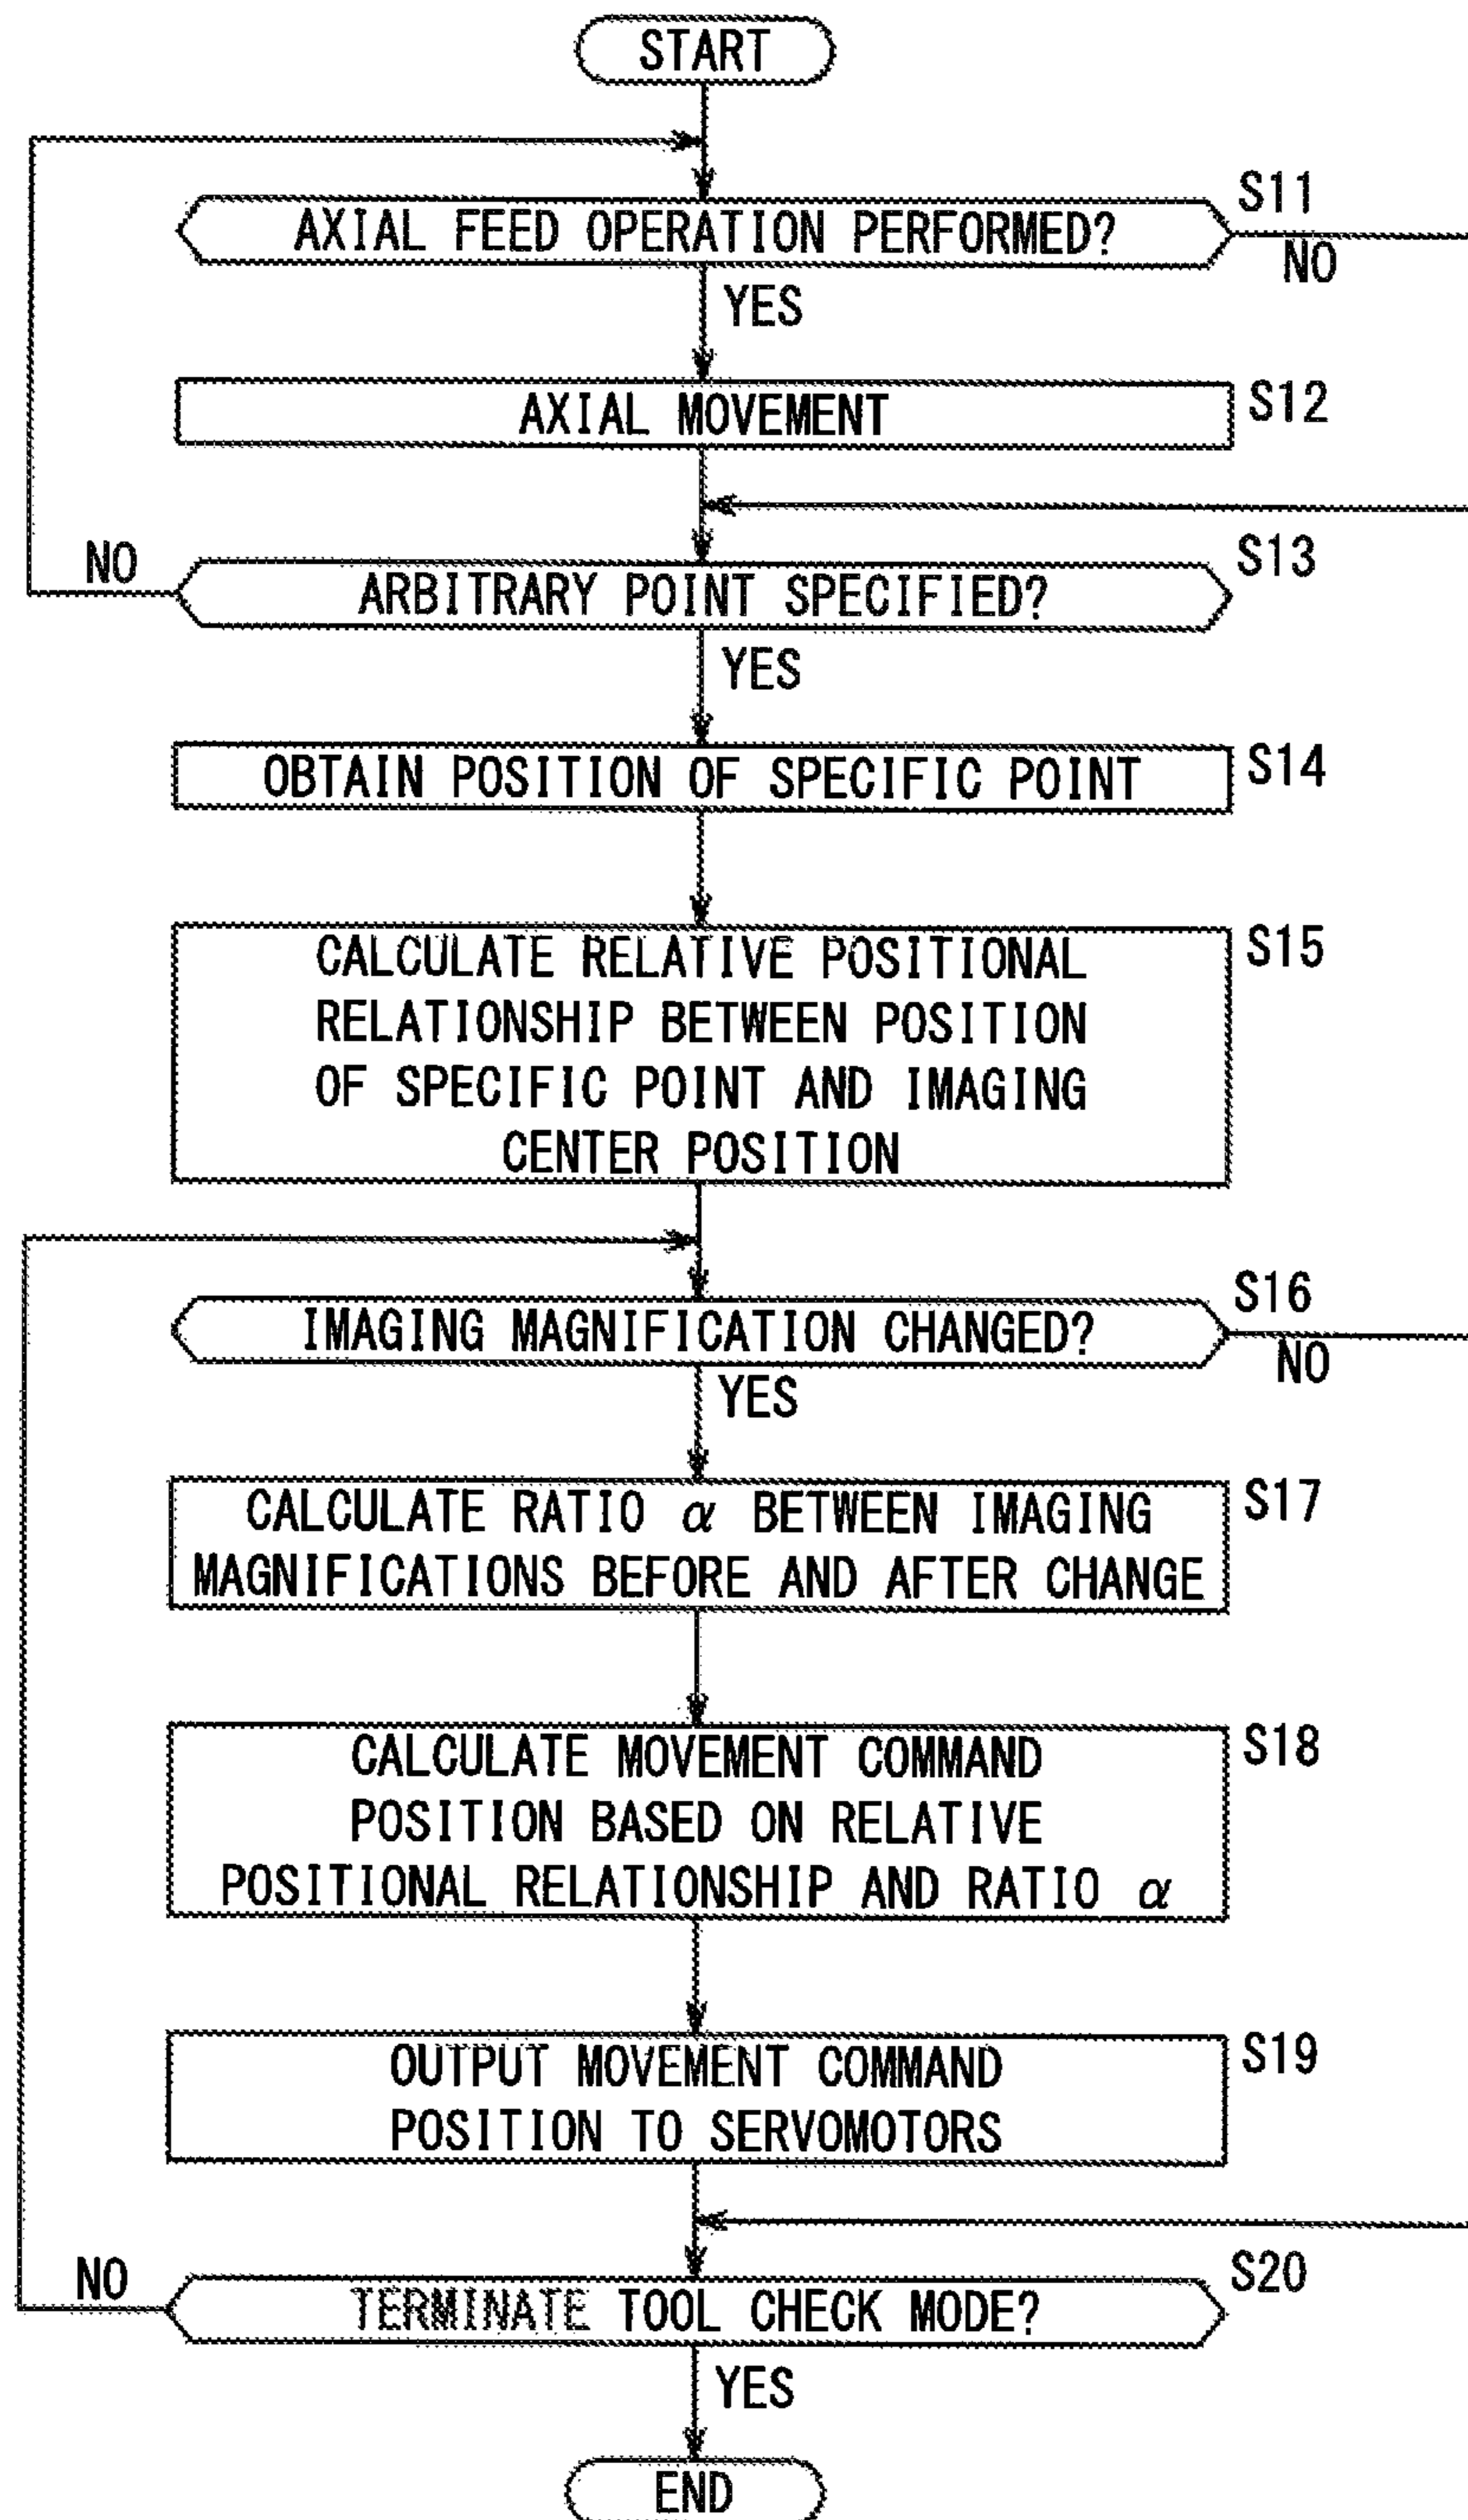 START
S11
AXIAL FEED OPERATION PERFORMED?
NO
YES
AXIAL MOVEMENT
S12
S13
NO
ARBITRARY POINT SPECIFIED?
YES
OBTAIN POSITION OF SPECIFIC POINT
S14
CALCULATE RELATIVE POSITIONAL
S15
RELATIONSHIP BETWEEN POSITION
OF SPECIFIC POINT AND IMAGING
CENTER POSITION
S16
IMAGING MAGNIFICATION CHANGED?
NO
YES
CALCULATE RATIO α BETWEEN IMAGING
S17
MAGNIFICATIONS BEFORE AND AFTER CHANGE
CALCULATE MOVEMENT COMMAND
S18
POSITION BASED ON RELATIVE
POSITIONAL RELATIONSHIP AND RATIO α
OUTPUT MOVEMENT COMMAND
S19
POSITION TO SERVOMOTORS
S20
NO
TERMINATE TOOL CHECK MODE?
YES
END